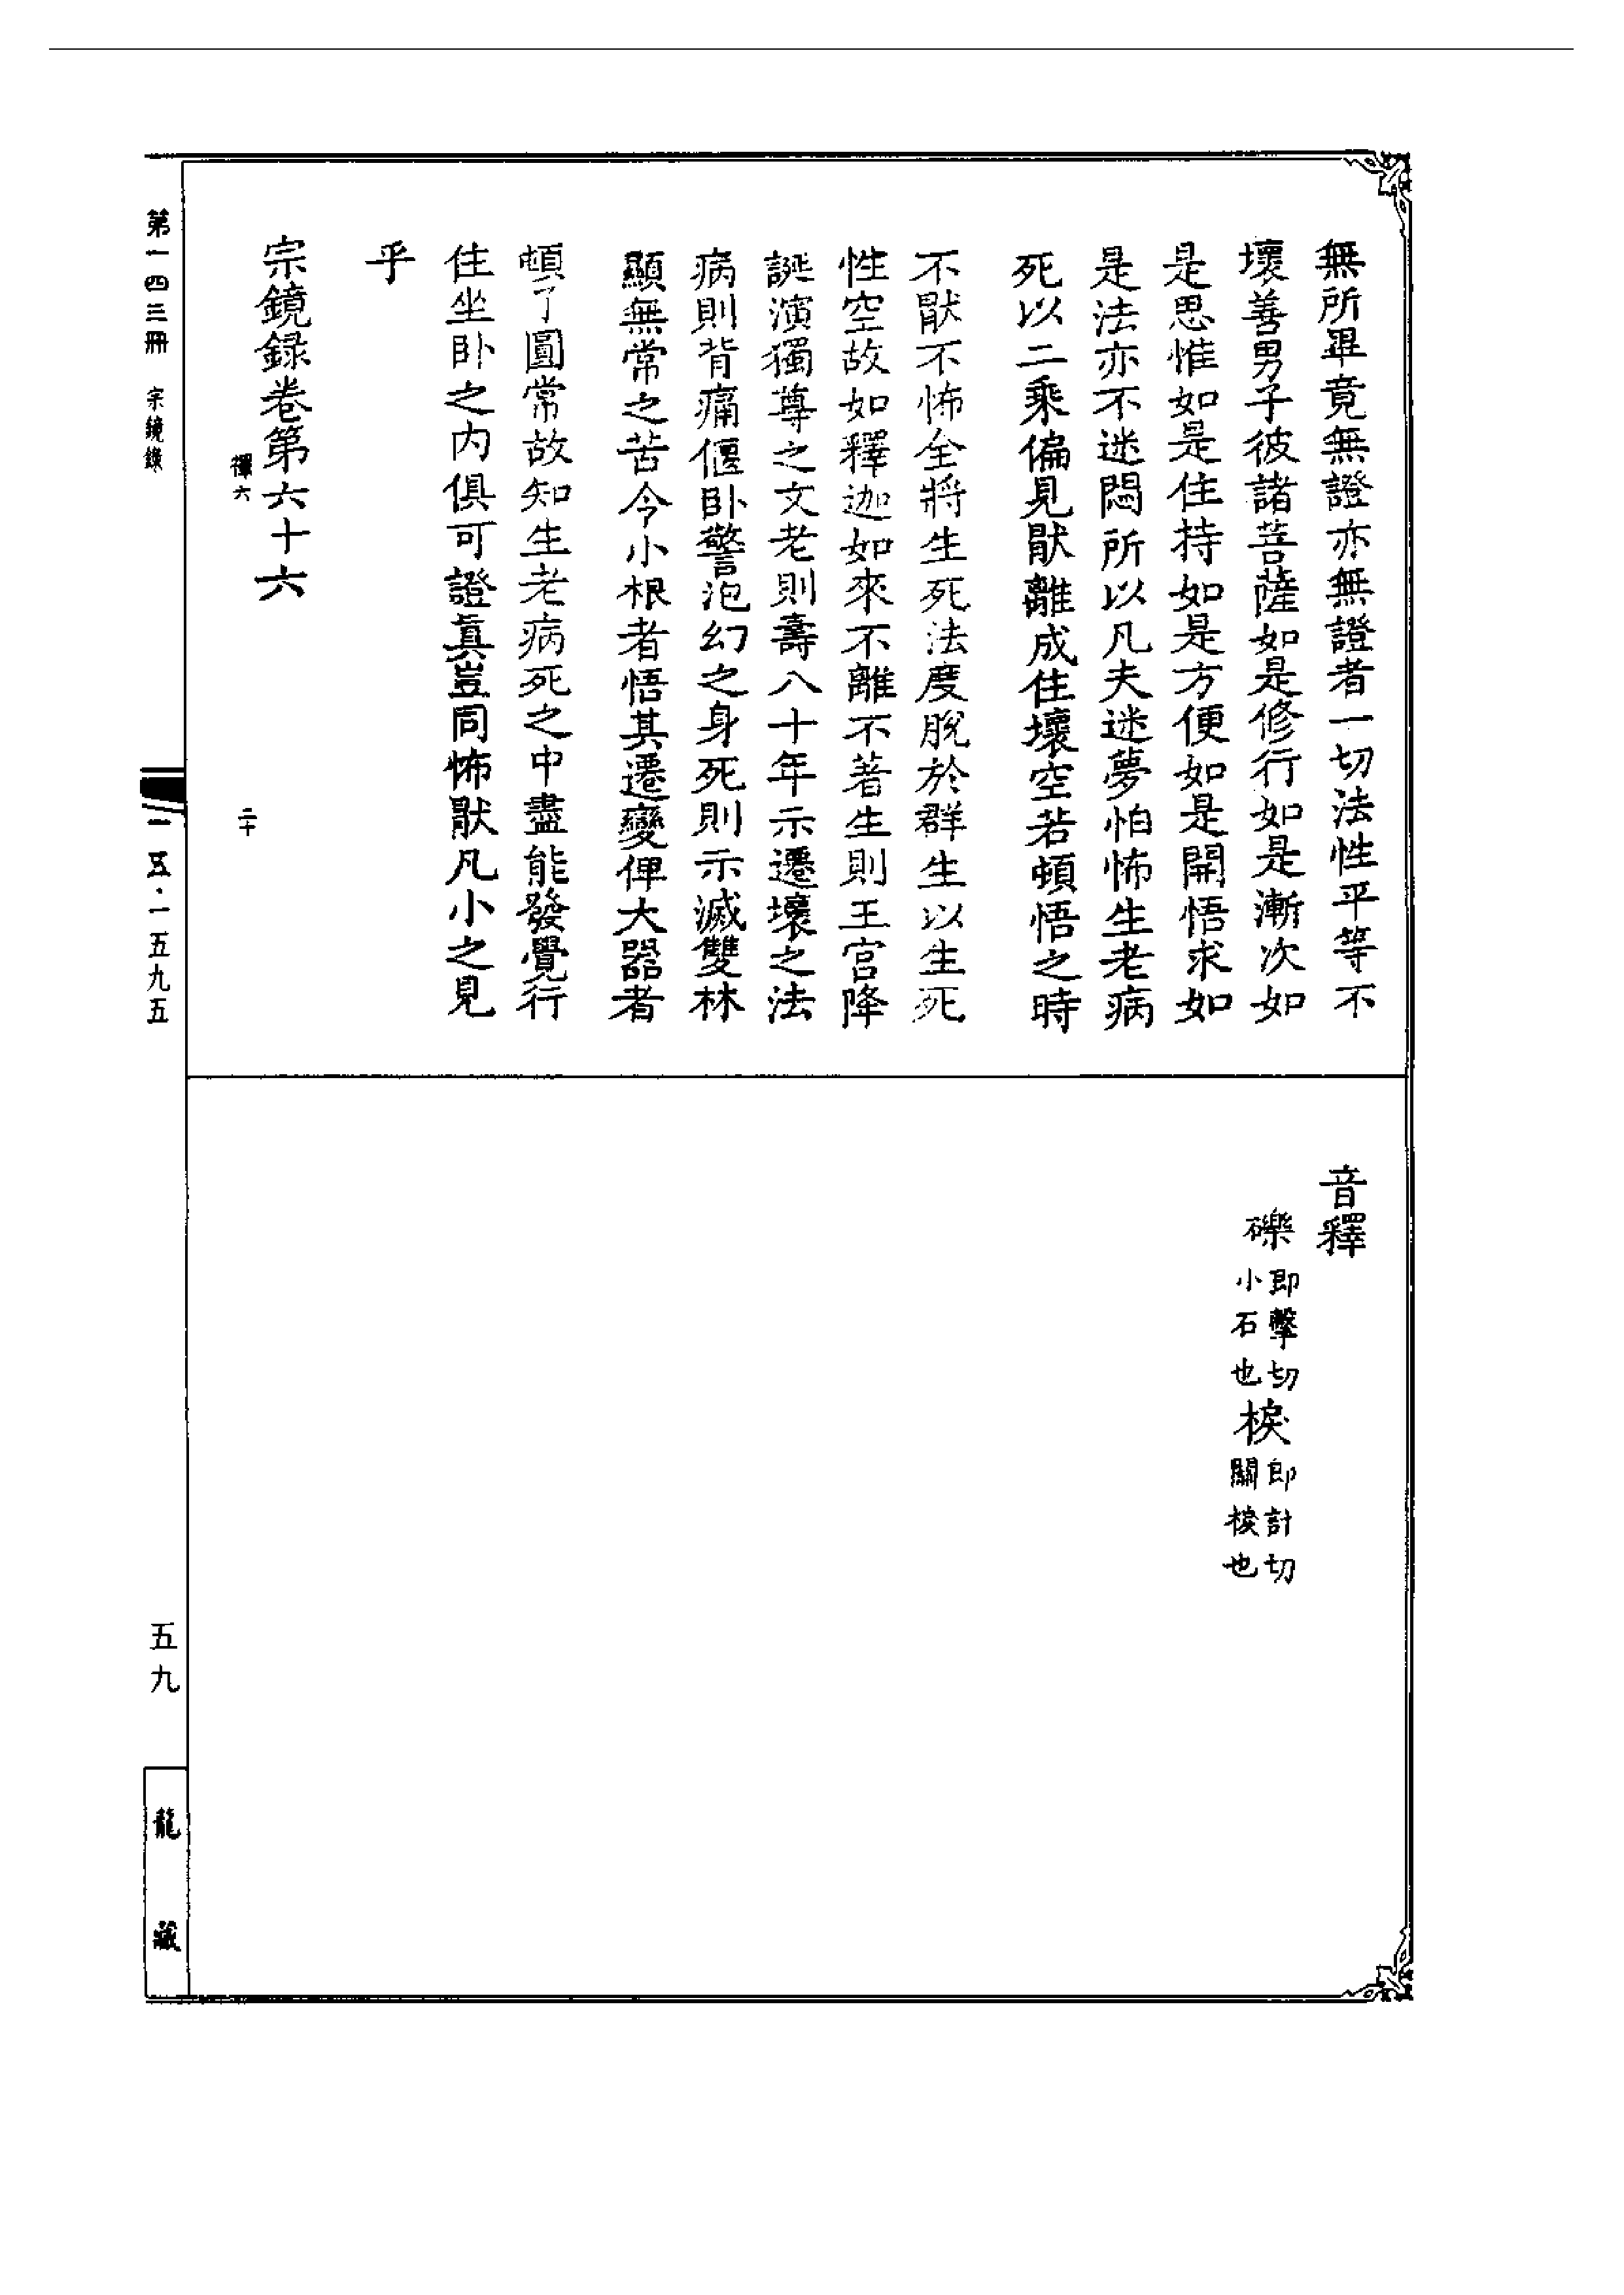 無所畢竟無證亦無證者一切法性平等不
壞善男子彼諸菩薩如是修行如是漸次如
是思惟如是住持如是方便如是開悟求如
是法亦不迷悶所以凡夫迷夢怕怖生老病
死以二乘偏見猒離成住壞空若頓悟之時
不猒不怖全將生死法度脫於群生以生死
性空故如釋迦如來不離不著生則王宮降
誕演獨尊之文老則壽八十年示遷壞之法
病則背痛偃臥警泡幻之身死則示滅雙林
顯無常之苦令小根者悟其遷變俾大器者
頓了圓常故知生老病死之中盡能發覺行
住坐臥之內俱可證眞豈同怖猒凡小之見
乎
宗鏡録卷第六十六
禪六
二十
音釋
礫
郎擊切
小石也
棙
郎計切
關棙也
第一四三冊
宗鏡錄
一五·一五九五
五九
龍藏